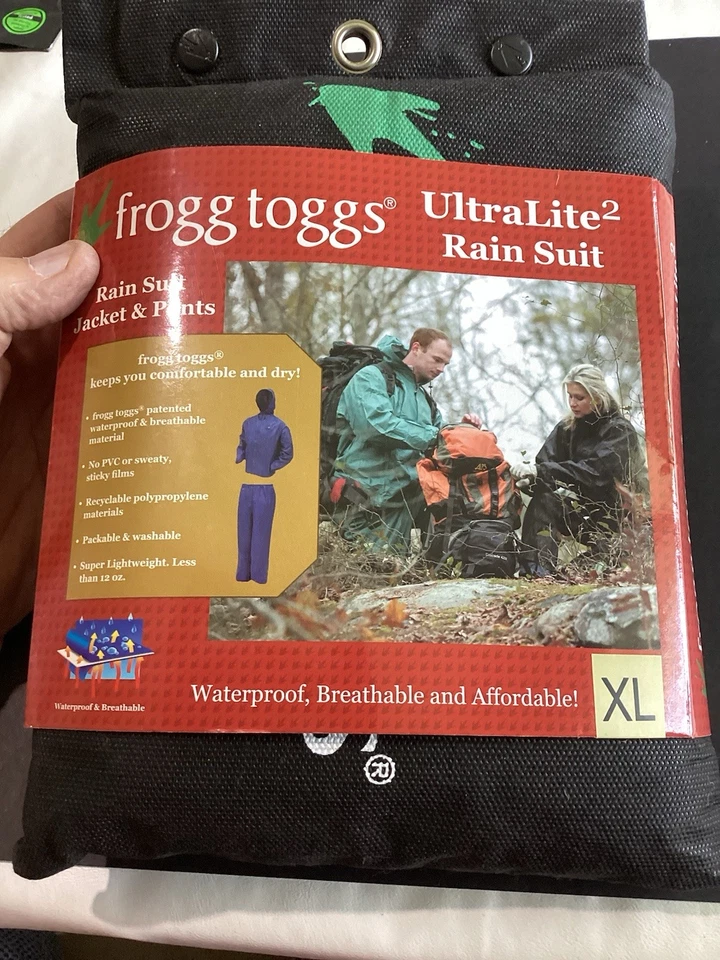 frogg toggs®
UltraLite²
Rain Suit
Rain Suit
Jacket & Pants
frogg toggs®
keeps you comfortable and dry!
• frogg toggs® patented
waterproof & breathable
material
• No PVC or sweaty,
sticky films
• Recyclable polypropylene
materials
• Packable & washable
• Super Lightweight. Less
than 12 oz.
Waterproof & Breathable
Waterproof, Breathable and Affordable!
XL
®